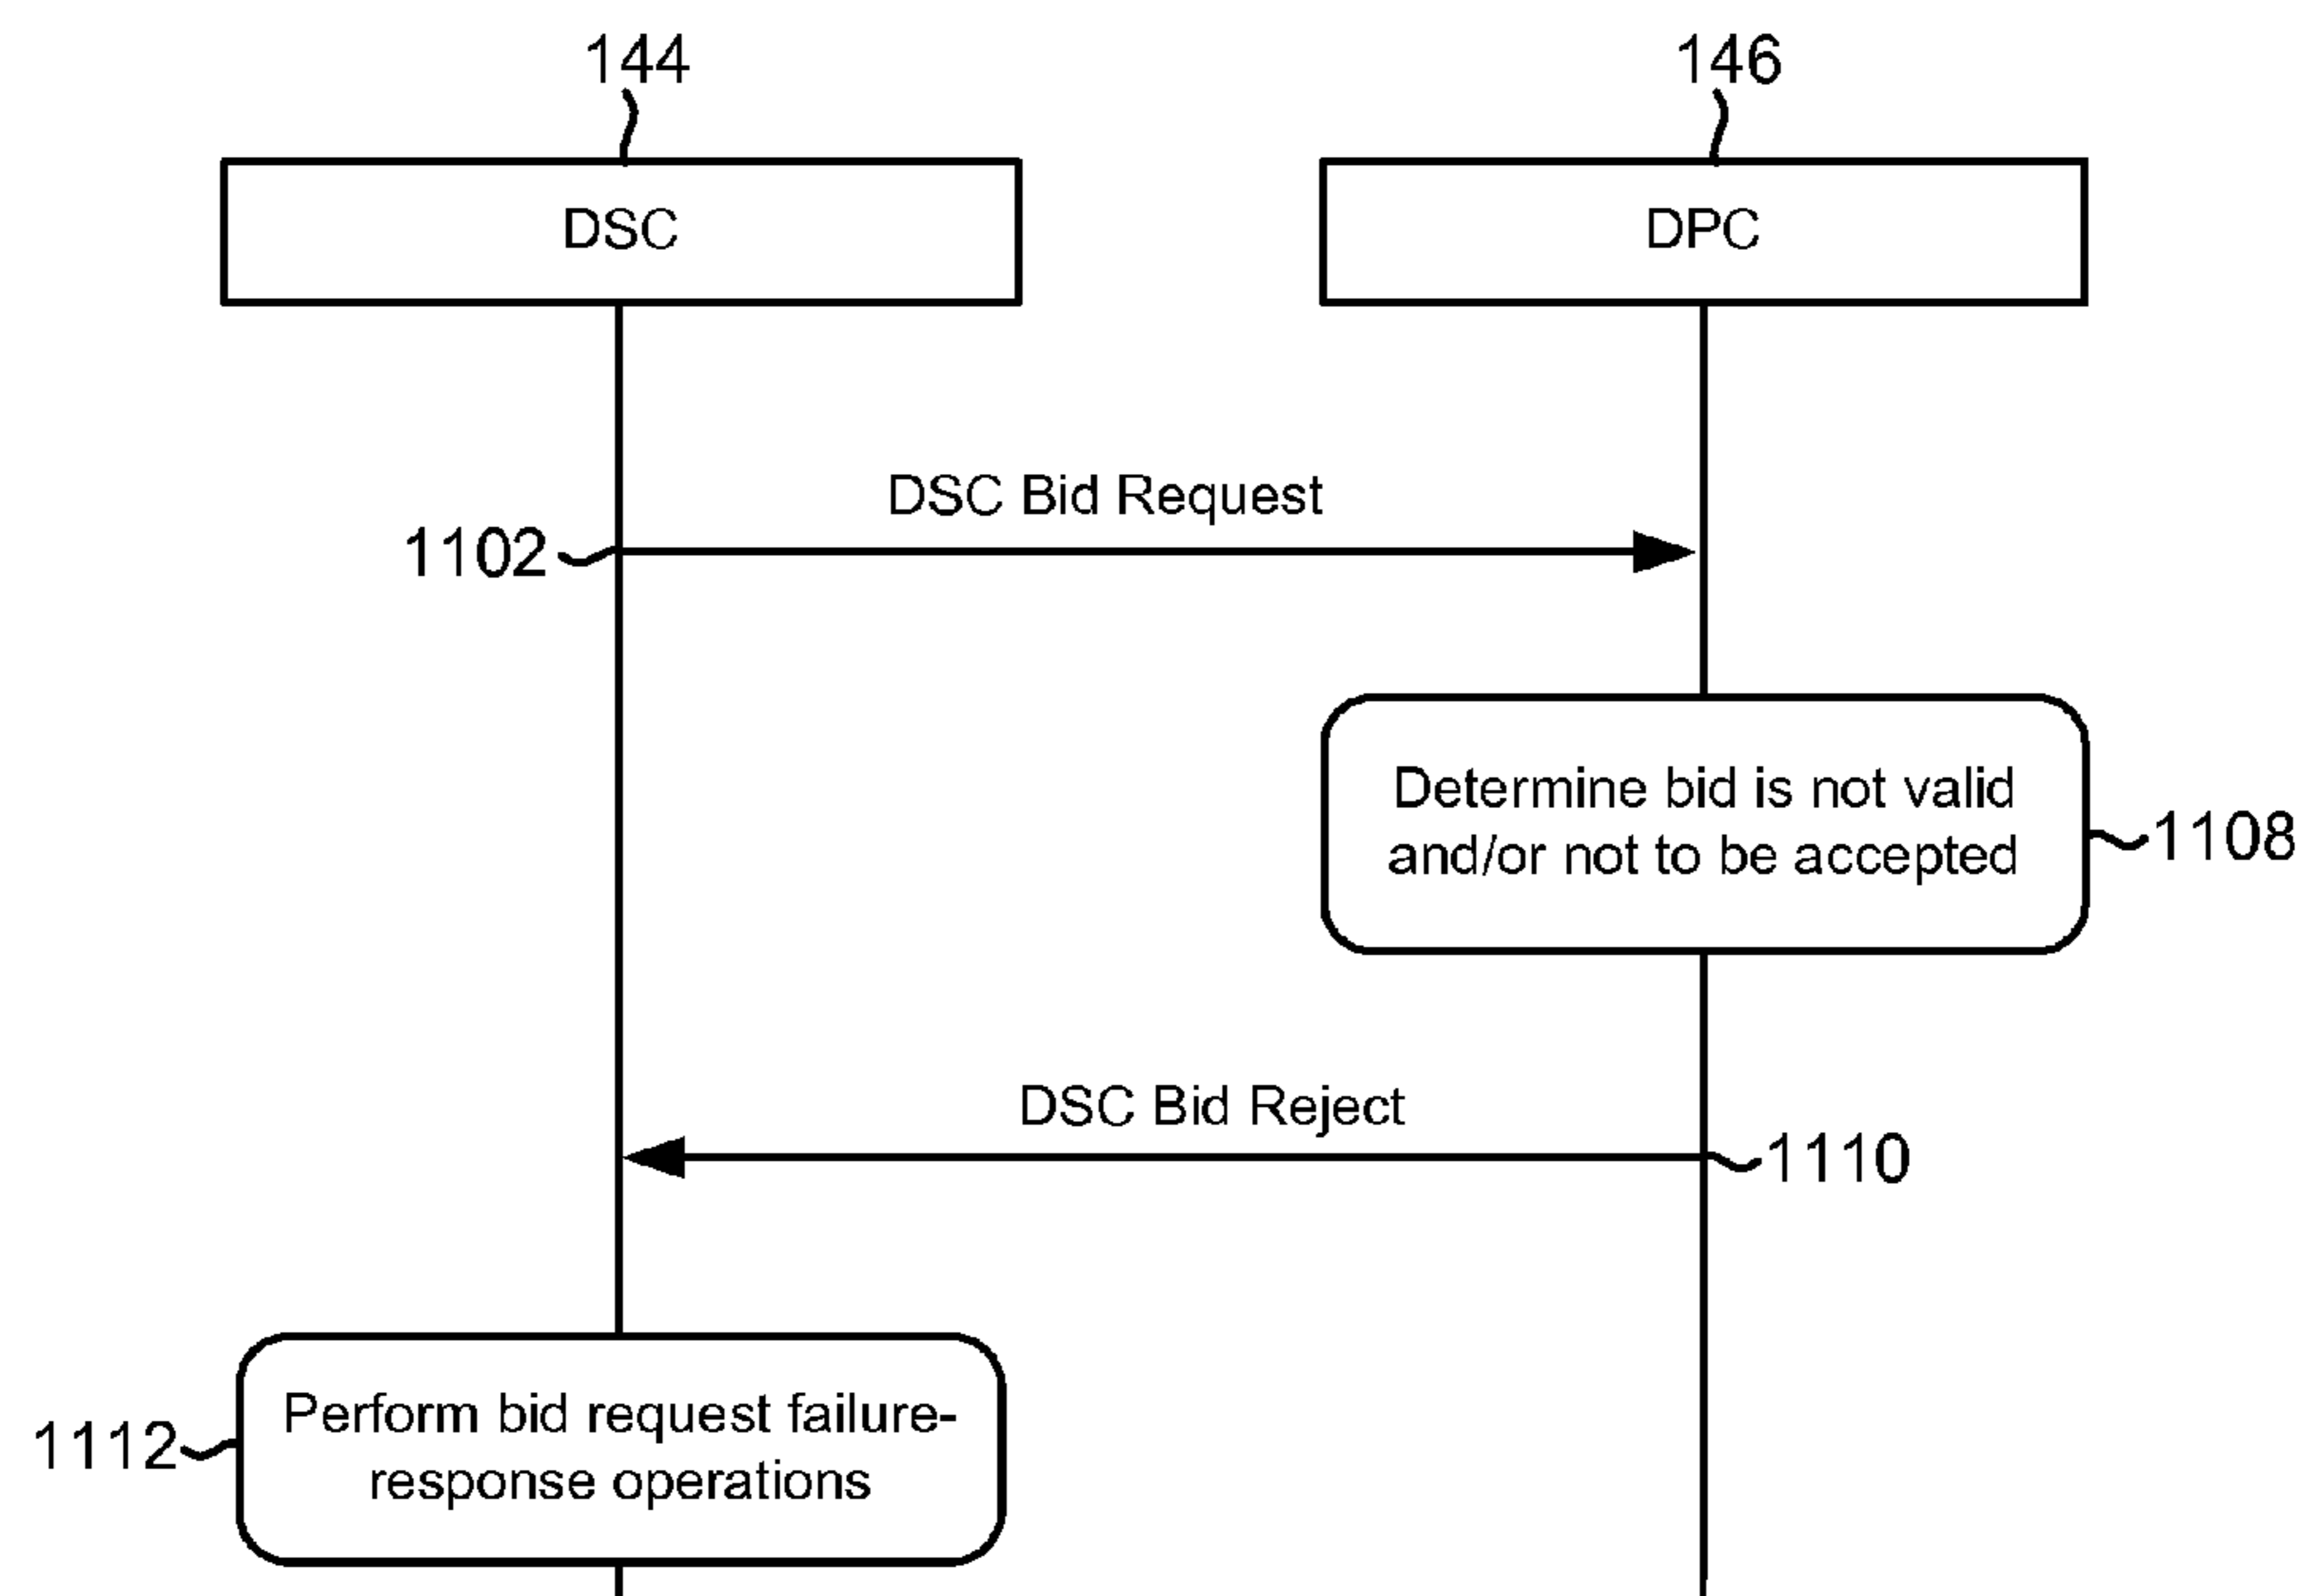 144
146
DSC
DPC
DSC Bid Request
1102
Determine bid is not valid
and/or not to be accepted
1108
DSC Bid Reject
1110
Perform bid request failure-
response operations
1112